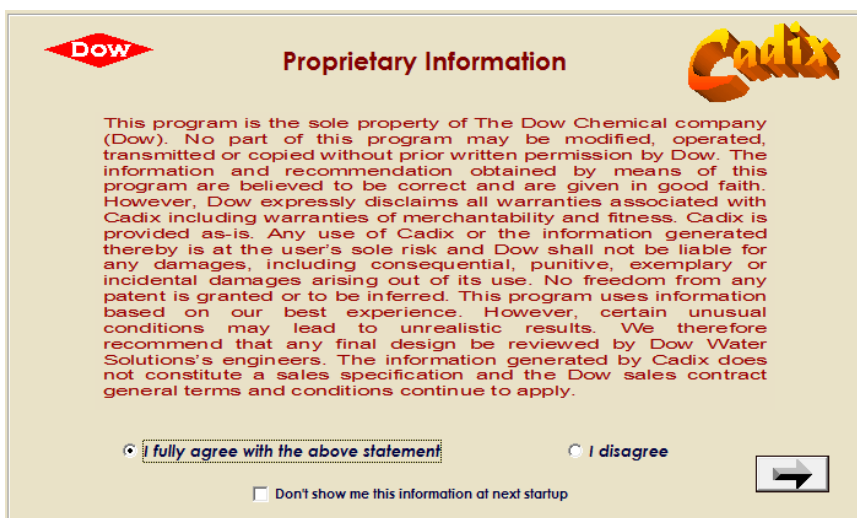 DOW
Proprietary Information
Cadix
This program is the sole property of The Dow Chemical company
(Dow). No part of this program may be modified, operated,
transmitted or copied without prior written permission by Dow. The
information and recommendation obtained by means of this
program are believed to be correct and are given in good faith.
However, Dow expressly disclaims all warranties associated with
Cadix including warranties of merchantability and fitness. Cadix is
provided as-is. Any use of Cadix or the information generated
thereby is at the user's sole risk and Dow shall not be liable for
any damages, including consequential, punitive, exemplary or
incidental damages arising out of its use. No freedom from any
patent is granted or to be inferred. This program uses information
based on our best experience. However, certain unusual
conditions may lead to unrealistic results. We therefore
recommend that any final design be reviewed by Dow Water
Solutions's engineers. The information generated by Cadix does
not constitute a sales specification and the Dow sales contract
general terms and conditions continue to apply.
I fully agree with the above statement I disagree
Don't show me this information at next startup